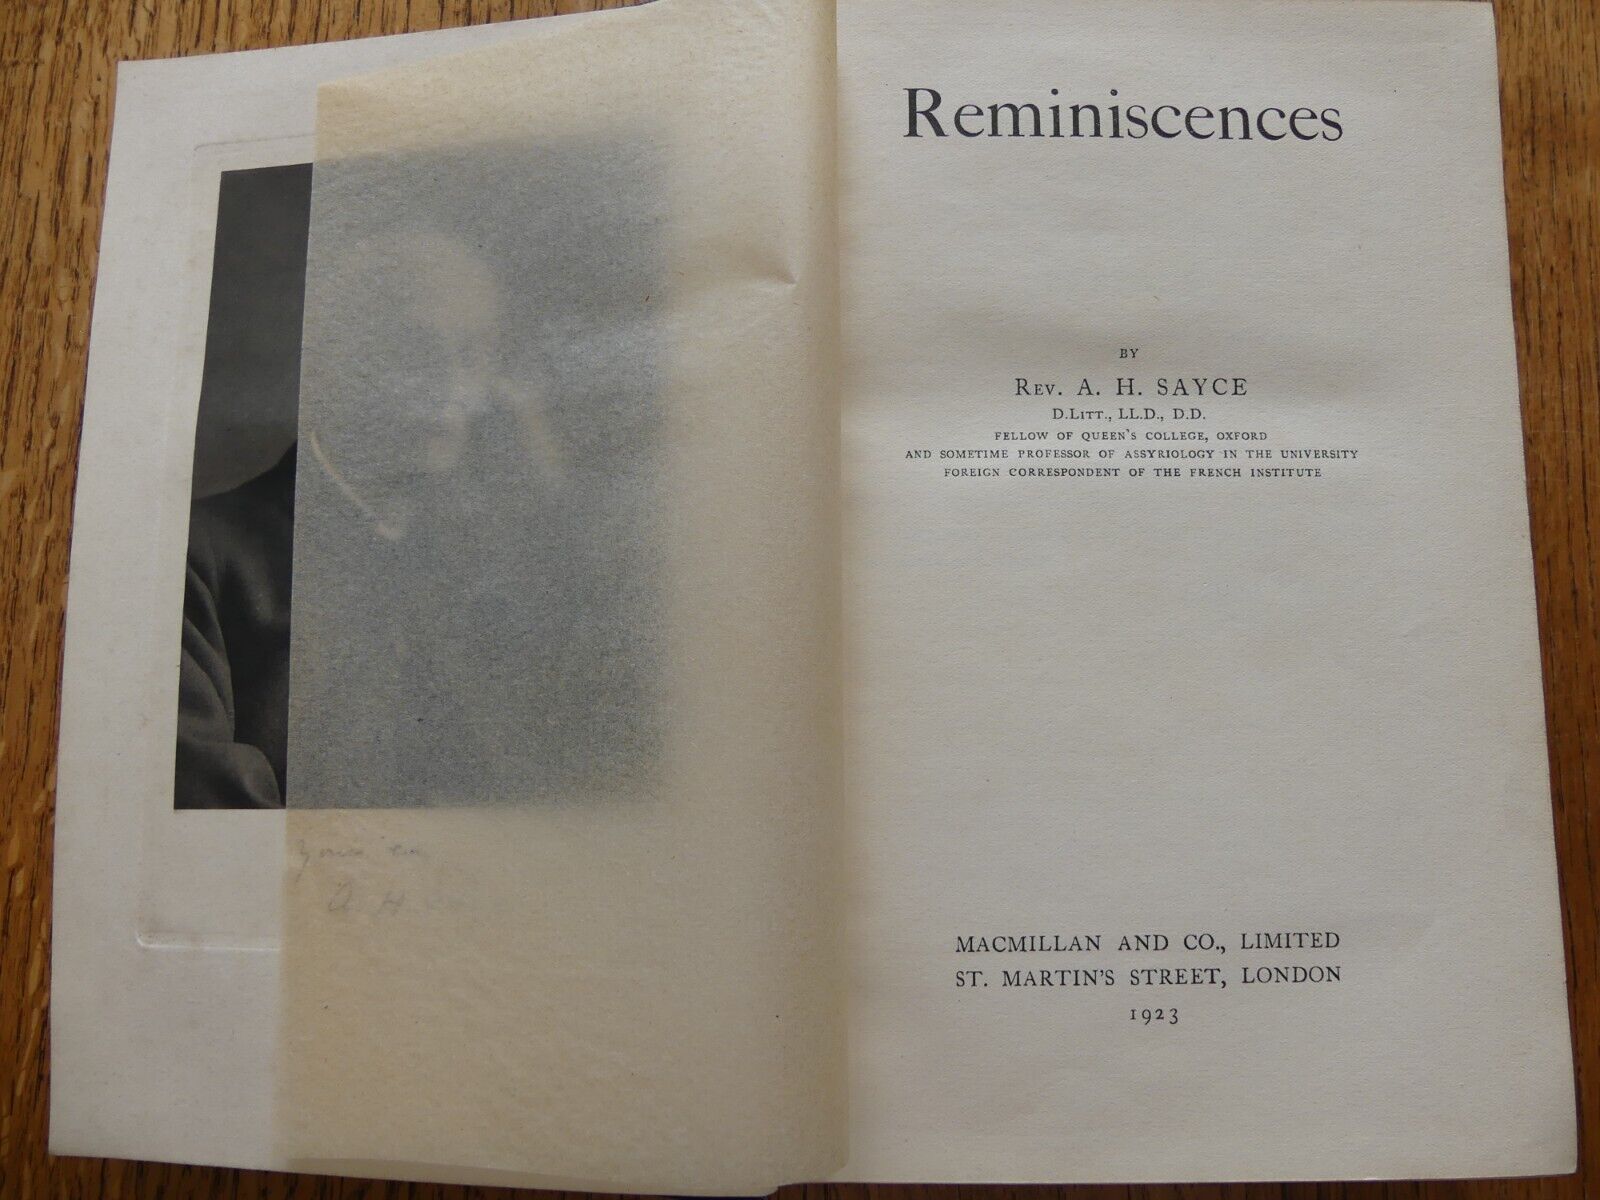 Reminiscences
BY
Rev. A. H. SAYCE
D.Litt., LL.D., D.D.
FELLOW OF QUEEN'S COLLEGE, OXFORD
AND SOMETIME PROFESSOR OF ASSYRIOLOGY IN THE UNIVERSITY
FOREIGN CORRESPONDENT OF THE FRENCH INSTITUTE
MACMILLAN AND CO., LIMITED
ST. MARTIN'S STREET, LONDON
1923
A. H.